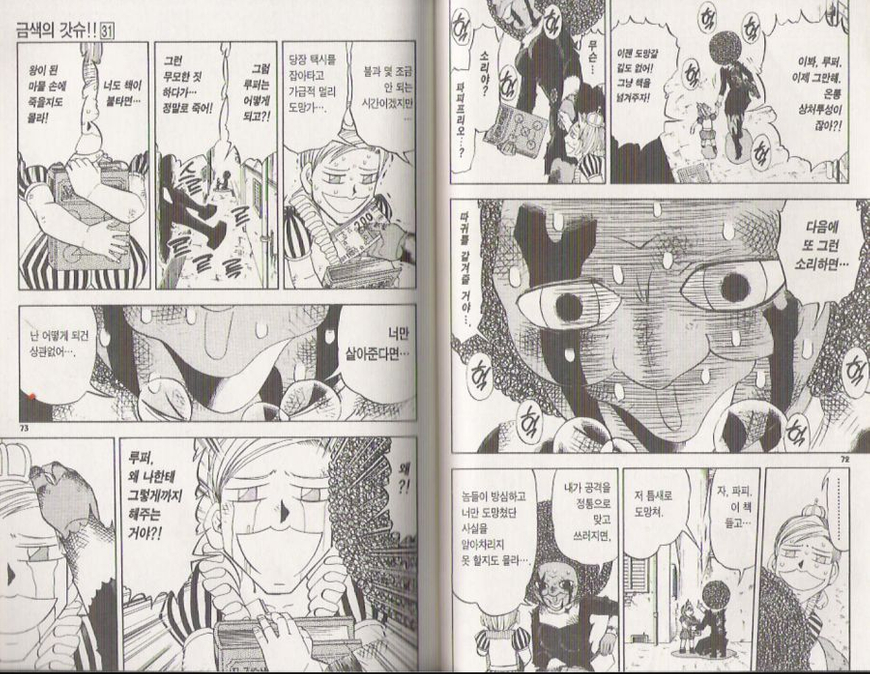 이봐, 루퍼.
이제 그만해.
온통
상처투성이
잖아?!
이젠 도망갈
길도 없어!
그냥 책을
넘겨주자!
무슨…
소리야?
파피프리오…?
다음에
또 그런
소리하면…
따귀를 갈겨줄 거야….
72
자, 파피.
이 책
들고…
저 틈새로
도망쳐.
내가 공격을
정통으로
맞고
쓰러지면,
놈들이 방심하고
너만 도망쳤단
사실을
알아차리지
못 할지도 몰라….
금색의 갓슈!! 31
불과 몇 조금
안 되는
시간이겠지만
…
당장 택시를
잡아타고
가급적 멀리
도망가….
그럼
루퍼는
어떻게
되고?!
그런
무모한 짓
하다가…
정말로 죽어!
너도 책이
불타면…
왕이 된
마물 손에
죽을지도
몰라!
너만
살아준다면…
난 어떻게 되건
상관없어….
73
왜
?!
루퍼,
왜 나한테
그렇게까지
해주는
거야?!